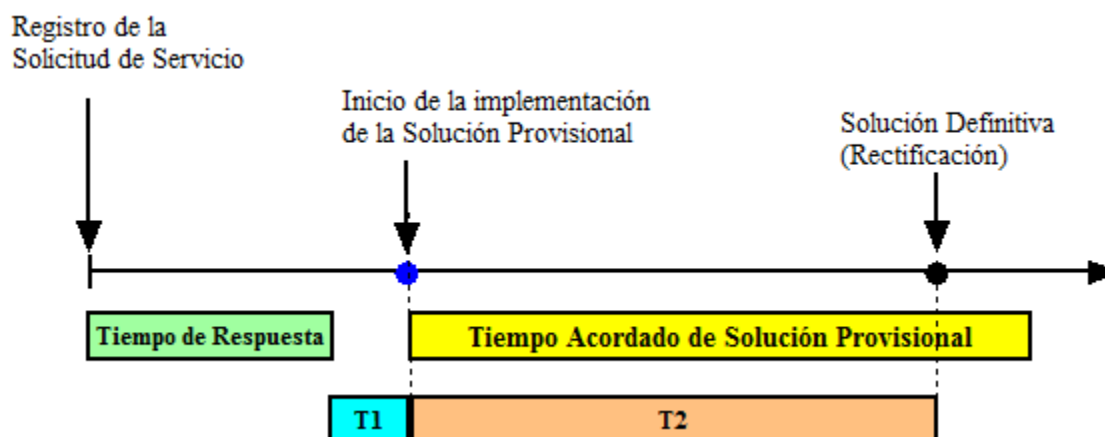 Registro de la
Solicitud de Servicio
Inicio de la implementación
de la Solución Provisional
Solución Definitiva
(Rectificación)
Tiempo de Respuesta
Tiempo Acordado de Solución Provisional
T1
T2